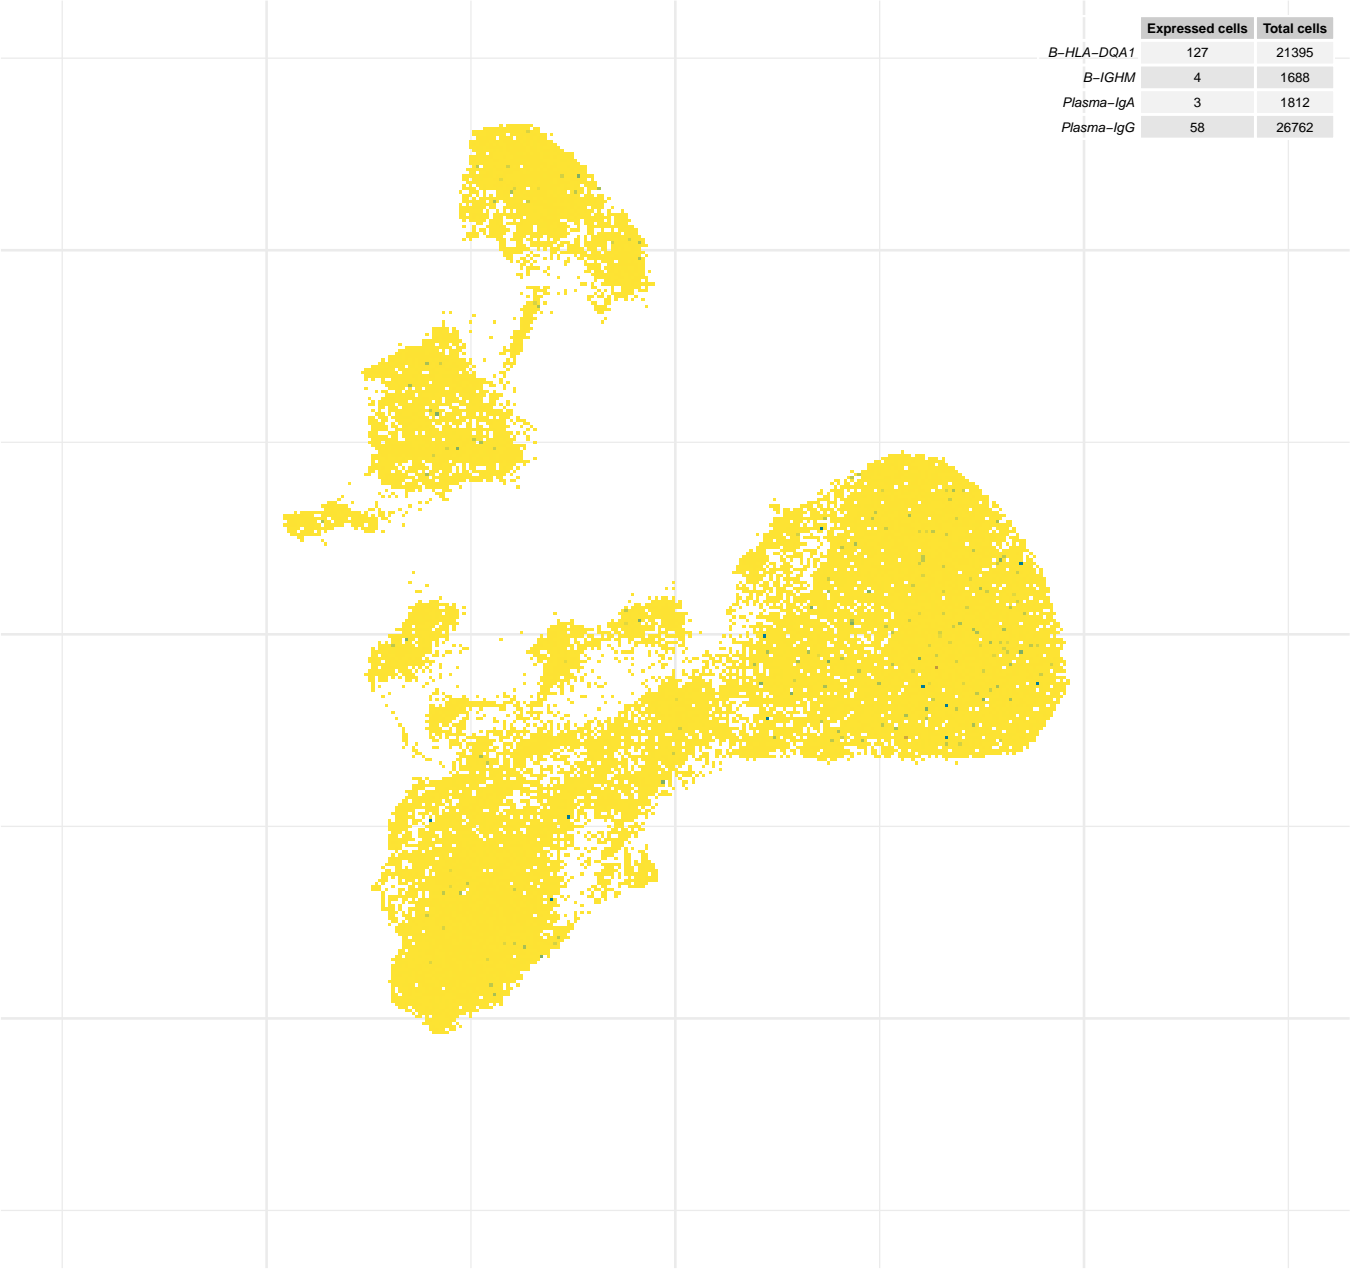 Expressed cells Total cells
B−HLA−DQA1 127 21395
B−IGHM 4 1688
Plasma−IgA 3 1812
Plasma−IgG 58 26762